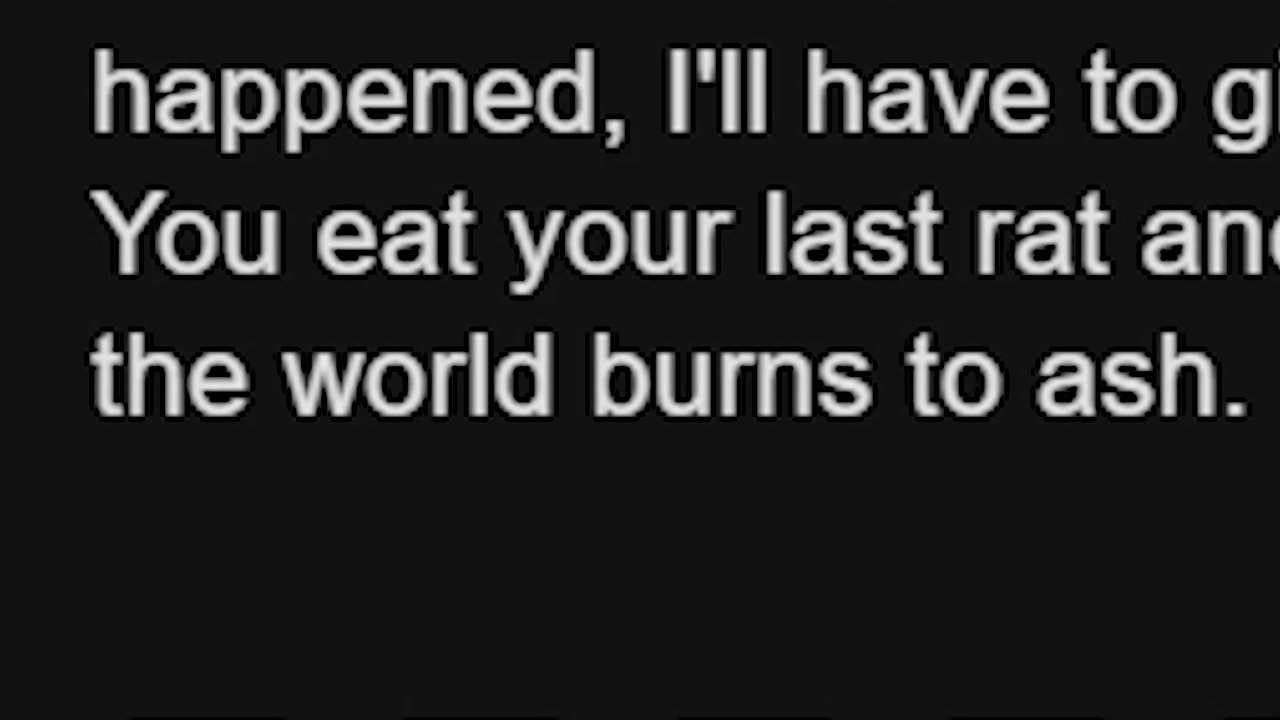 happened, I'll have to
You eat your last rat
the world burns to ash.